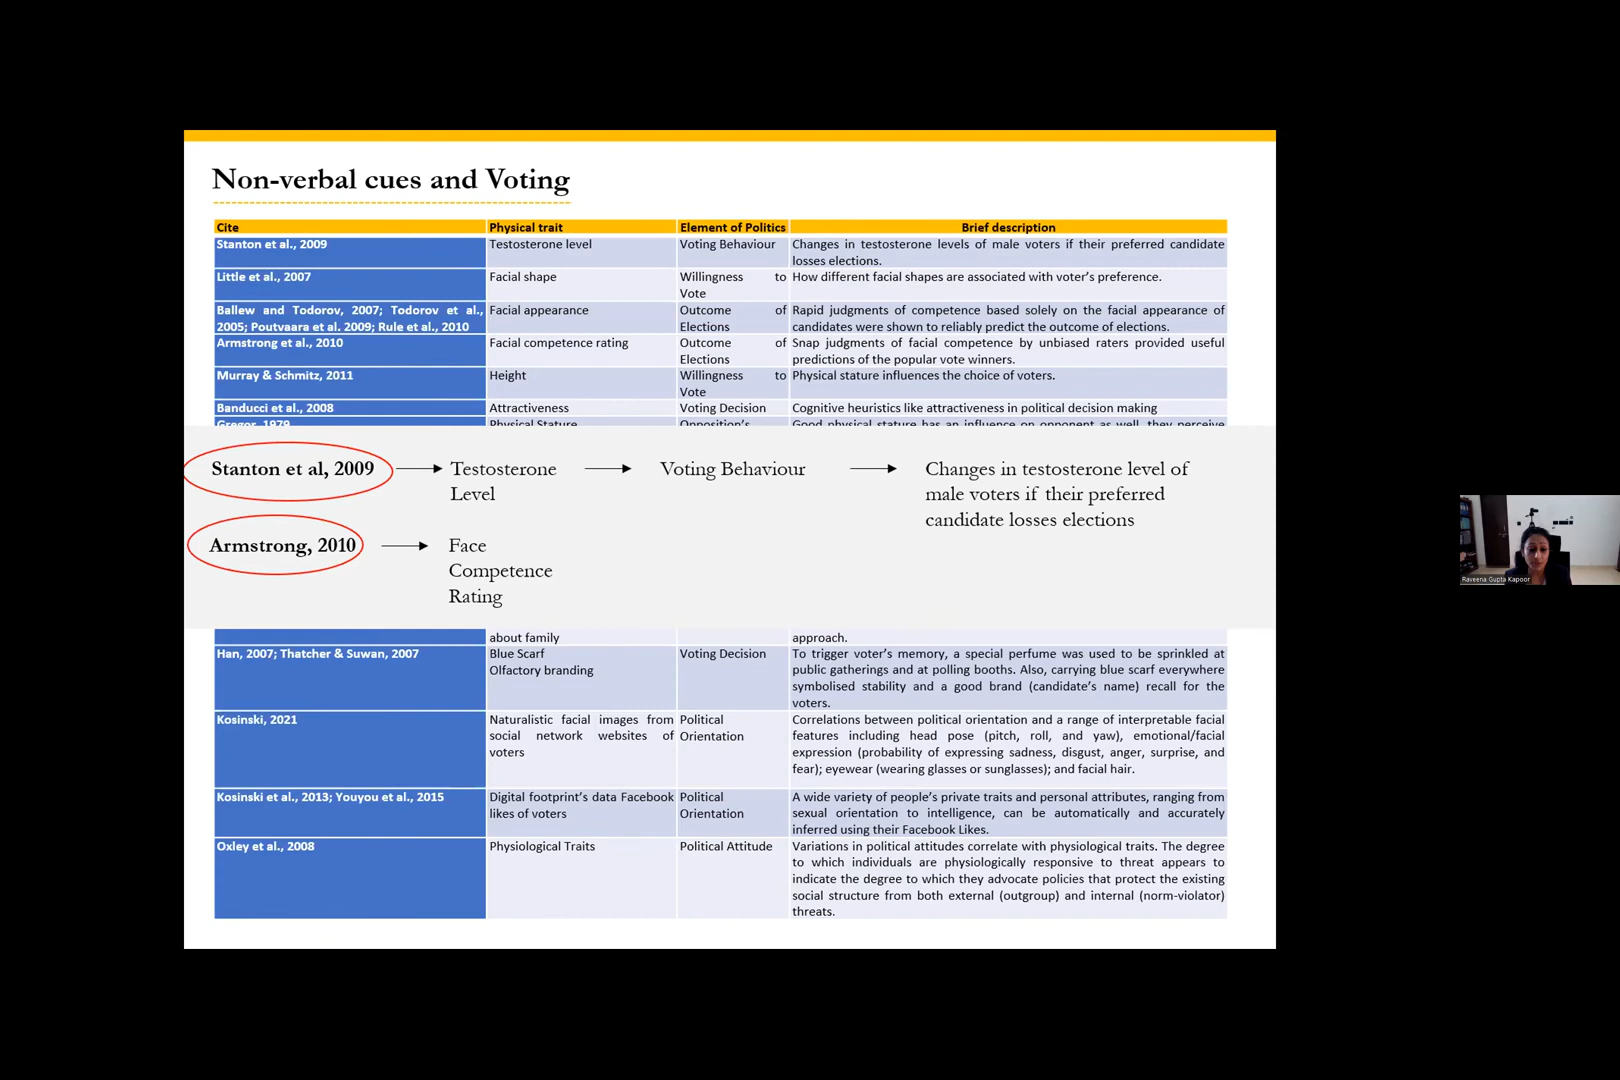 Non-verbal cues and Voting
Cite Physical trait Element of Politics Brief description
Stanton et al., 2009 Testosterone level Voting Behaviour Changes in testosterone levels of male voters if their preferred candidate
losses elections.
Little et al., 2007 Facial shape Willingness to How different facial shapes are associated with voter's preference.
Vote
Ballew and Todorov, 2007; Todorov et al., Facial appearance Outcome of Rapid judgments of competence based solely on the facial appearance of
2005; Poutvaara et al. 2009; Rule et al., 2010 Elections candidates were shown to reliably predict the outcome of elections.
Armstrong et al., 2010 Facial competence rating Outcome of Snap judgments of facial competence by unbiased raters provided useful
Elections predictions of the popular vote winners.
Murray & Schmitz, 2011 Height Willingness to Physical stature influences the choice of voters.
Vote
Banducci et al., 2008 Attractiveness Voting Decision Cognitive heuristics like attractiveness in political decision making
Gregor, 1979 Physical Stature Opposition's Good physical stature has an influence on opponent as well, they perceive
Stanton et al, 2009 Testosterone Voting Behaviour Changes in testosterone level of
Level male voters if their preferred
candidate losses elections
Armstrong, 2010 Face
Competence
Rating
about family approach.
Han, 2007; Thatcher & Suwan, 2007 Blue Scarf Voting Decision To trigger voter's memory, a special perfume was used to be sprinkled at
Olfactory branding public gatherings and at polling booths. Also, carrying blue scarf everywhere
symbolised stability and a good brand (candidate's name) recall for the
voters.
Kosinski, 2021 Naturalistic facial images from Political Correlations between political orientation and a range of interpretable facial
social network websites of Orientation features including head pose (pitch, roll, and yaw), emotional/facial
voters expression (probability of expressing sadness, disgust, anger, surprise, and
fear); eyewear (wearing glasses or sunglasses); and facial hair.
Kosinski et al., 2013; Youyou et al., 2015 Digital footprint's data Facebook Political A wide variety of people's private traits and personal attributes, ranging from
likes of voters Orientation sexual orientation to intelligence, can be automatically and accurately
inferred using their Facebook Likes.
Oxley et al., 2008 Physiological Traits Political Attitude Variations in political attitudes correlate with physiological traits. The degree
to which individuals are physiologically responsive to threat appears to
indicate the degree to which they advocate policies that protect the existing
social structure from both external (outgroup) and internal (norm-violator)
threats.
Raveena Gupta Kapoor